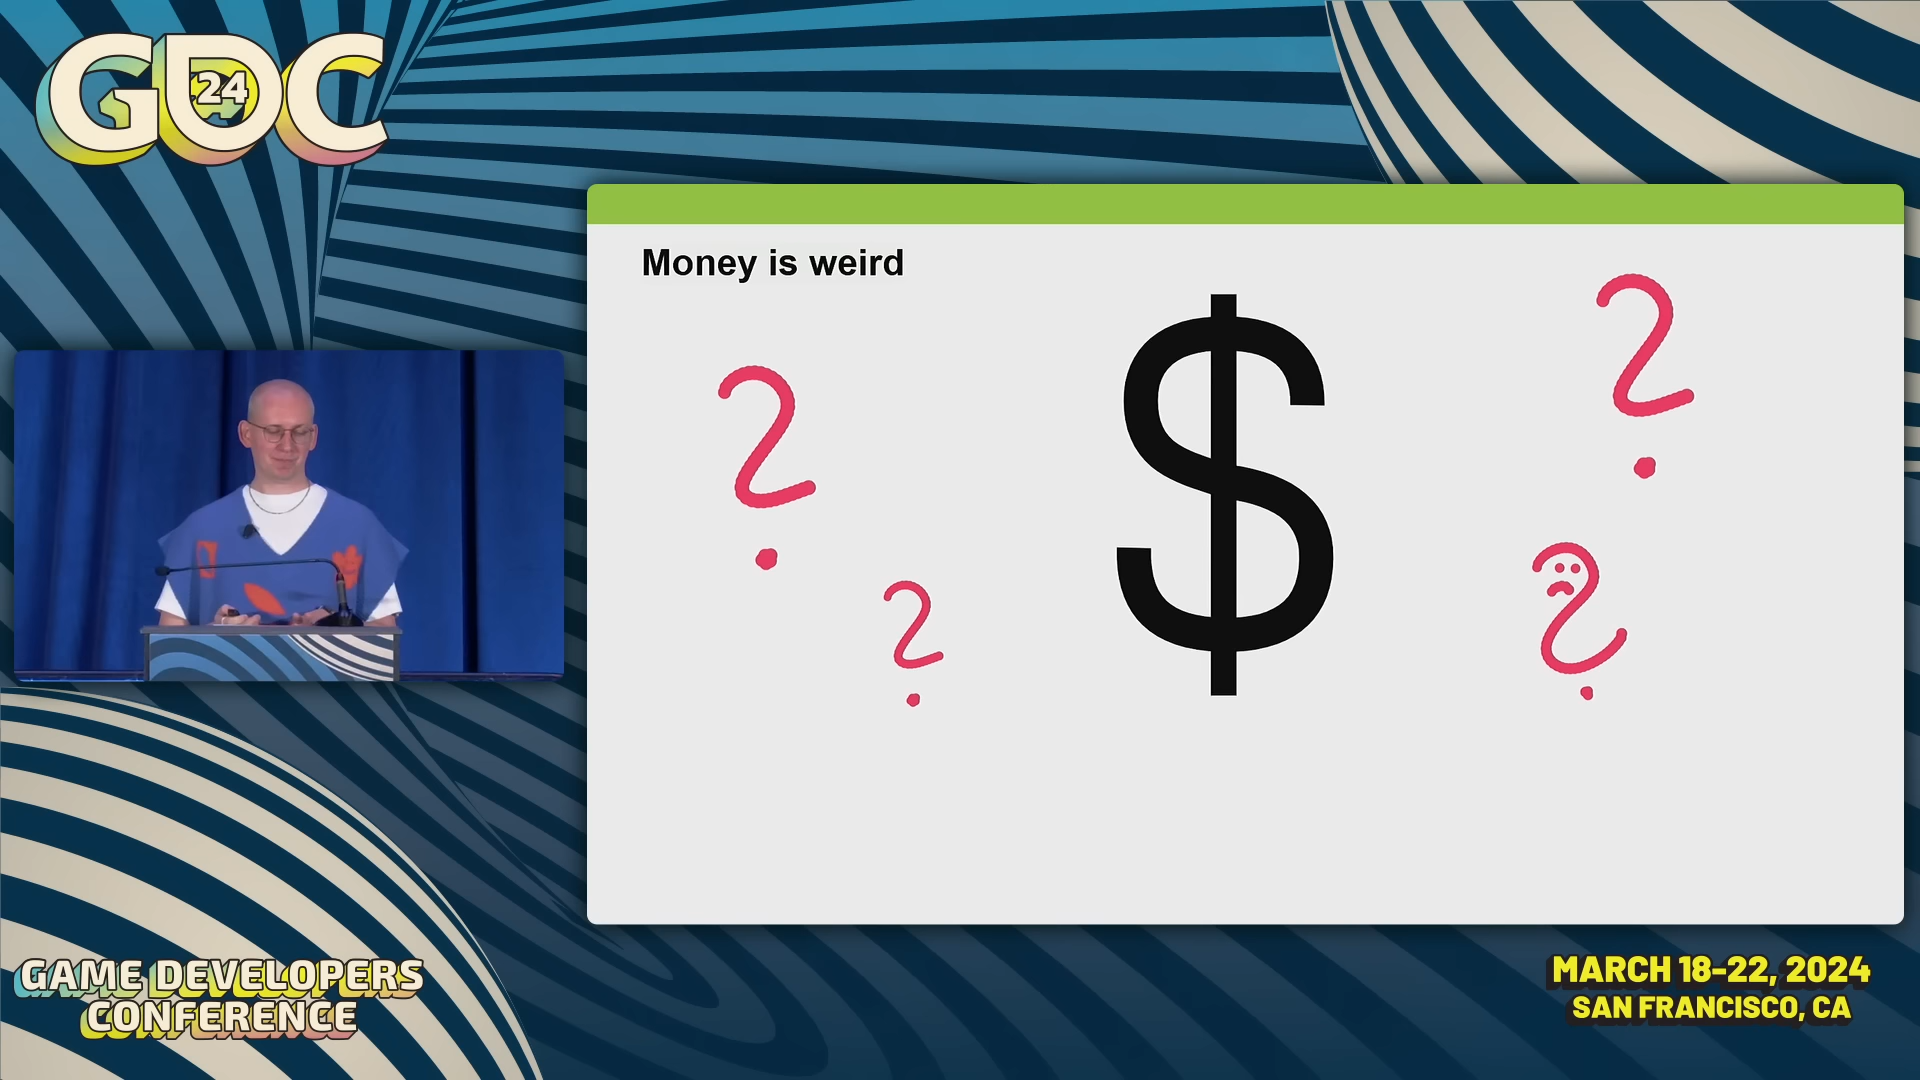 GDC
24
Money is weird
?
?
$
?
?
GAME DEVELOPERS
CONFERENCE
MARCH 18-22, 2024
SAN FRANCISCO, CA